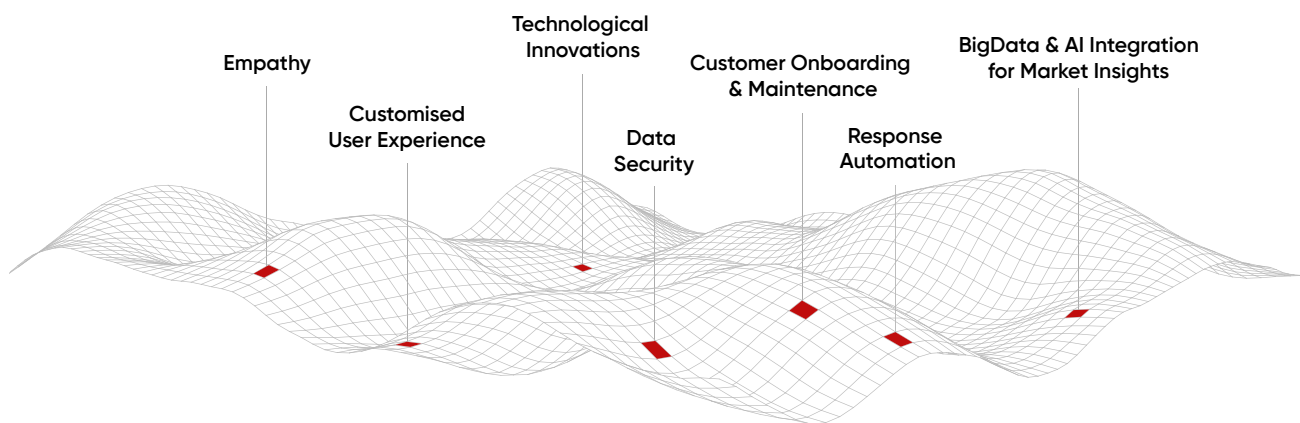 Empathy
Customised
User Experience
Technological
Innovations
Data
Security
Customer Onboarding
& Maintenance
Response
Automation
BigData & AI Integration
for Market Insights